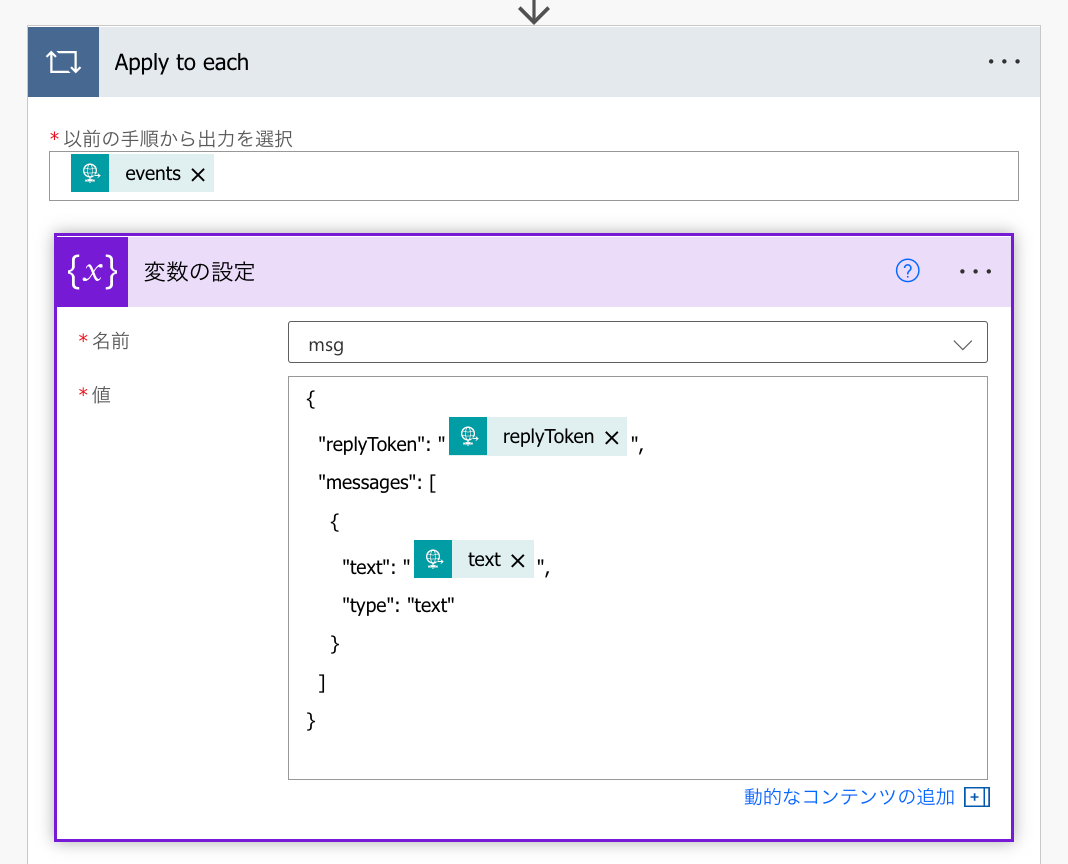 Apply to each
* 以前の手順から出力を選択
events
{x} 変数の設定
* 名前
msg
* 値
{
"replyToken": " replyToken ",
"messages": [
{
"text": " text ",
"type": "text"
}
]
}
動的なコンテンツの追加